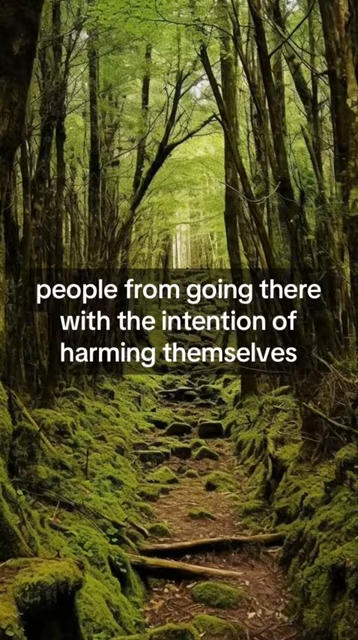 people from going there
with the intention of
harming themselves